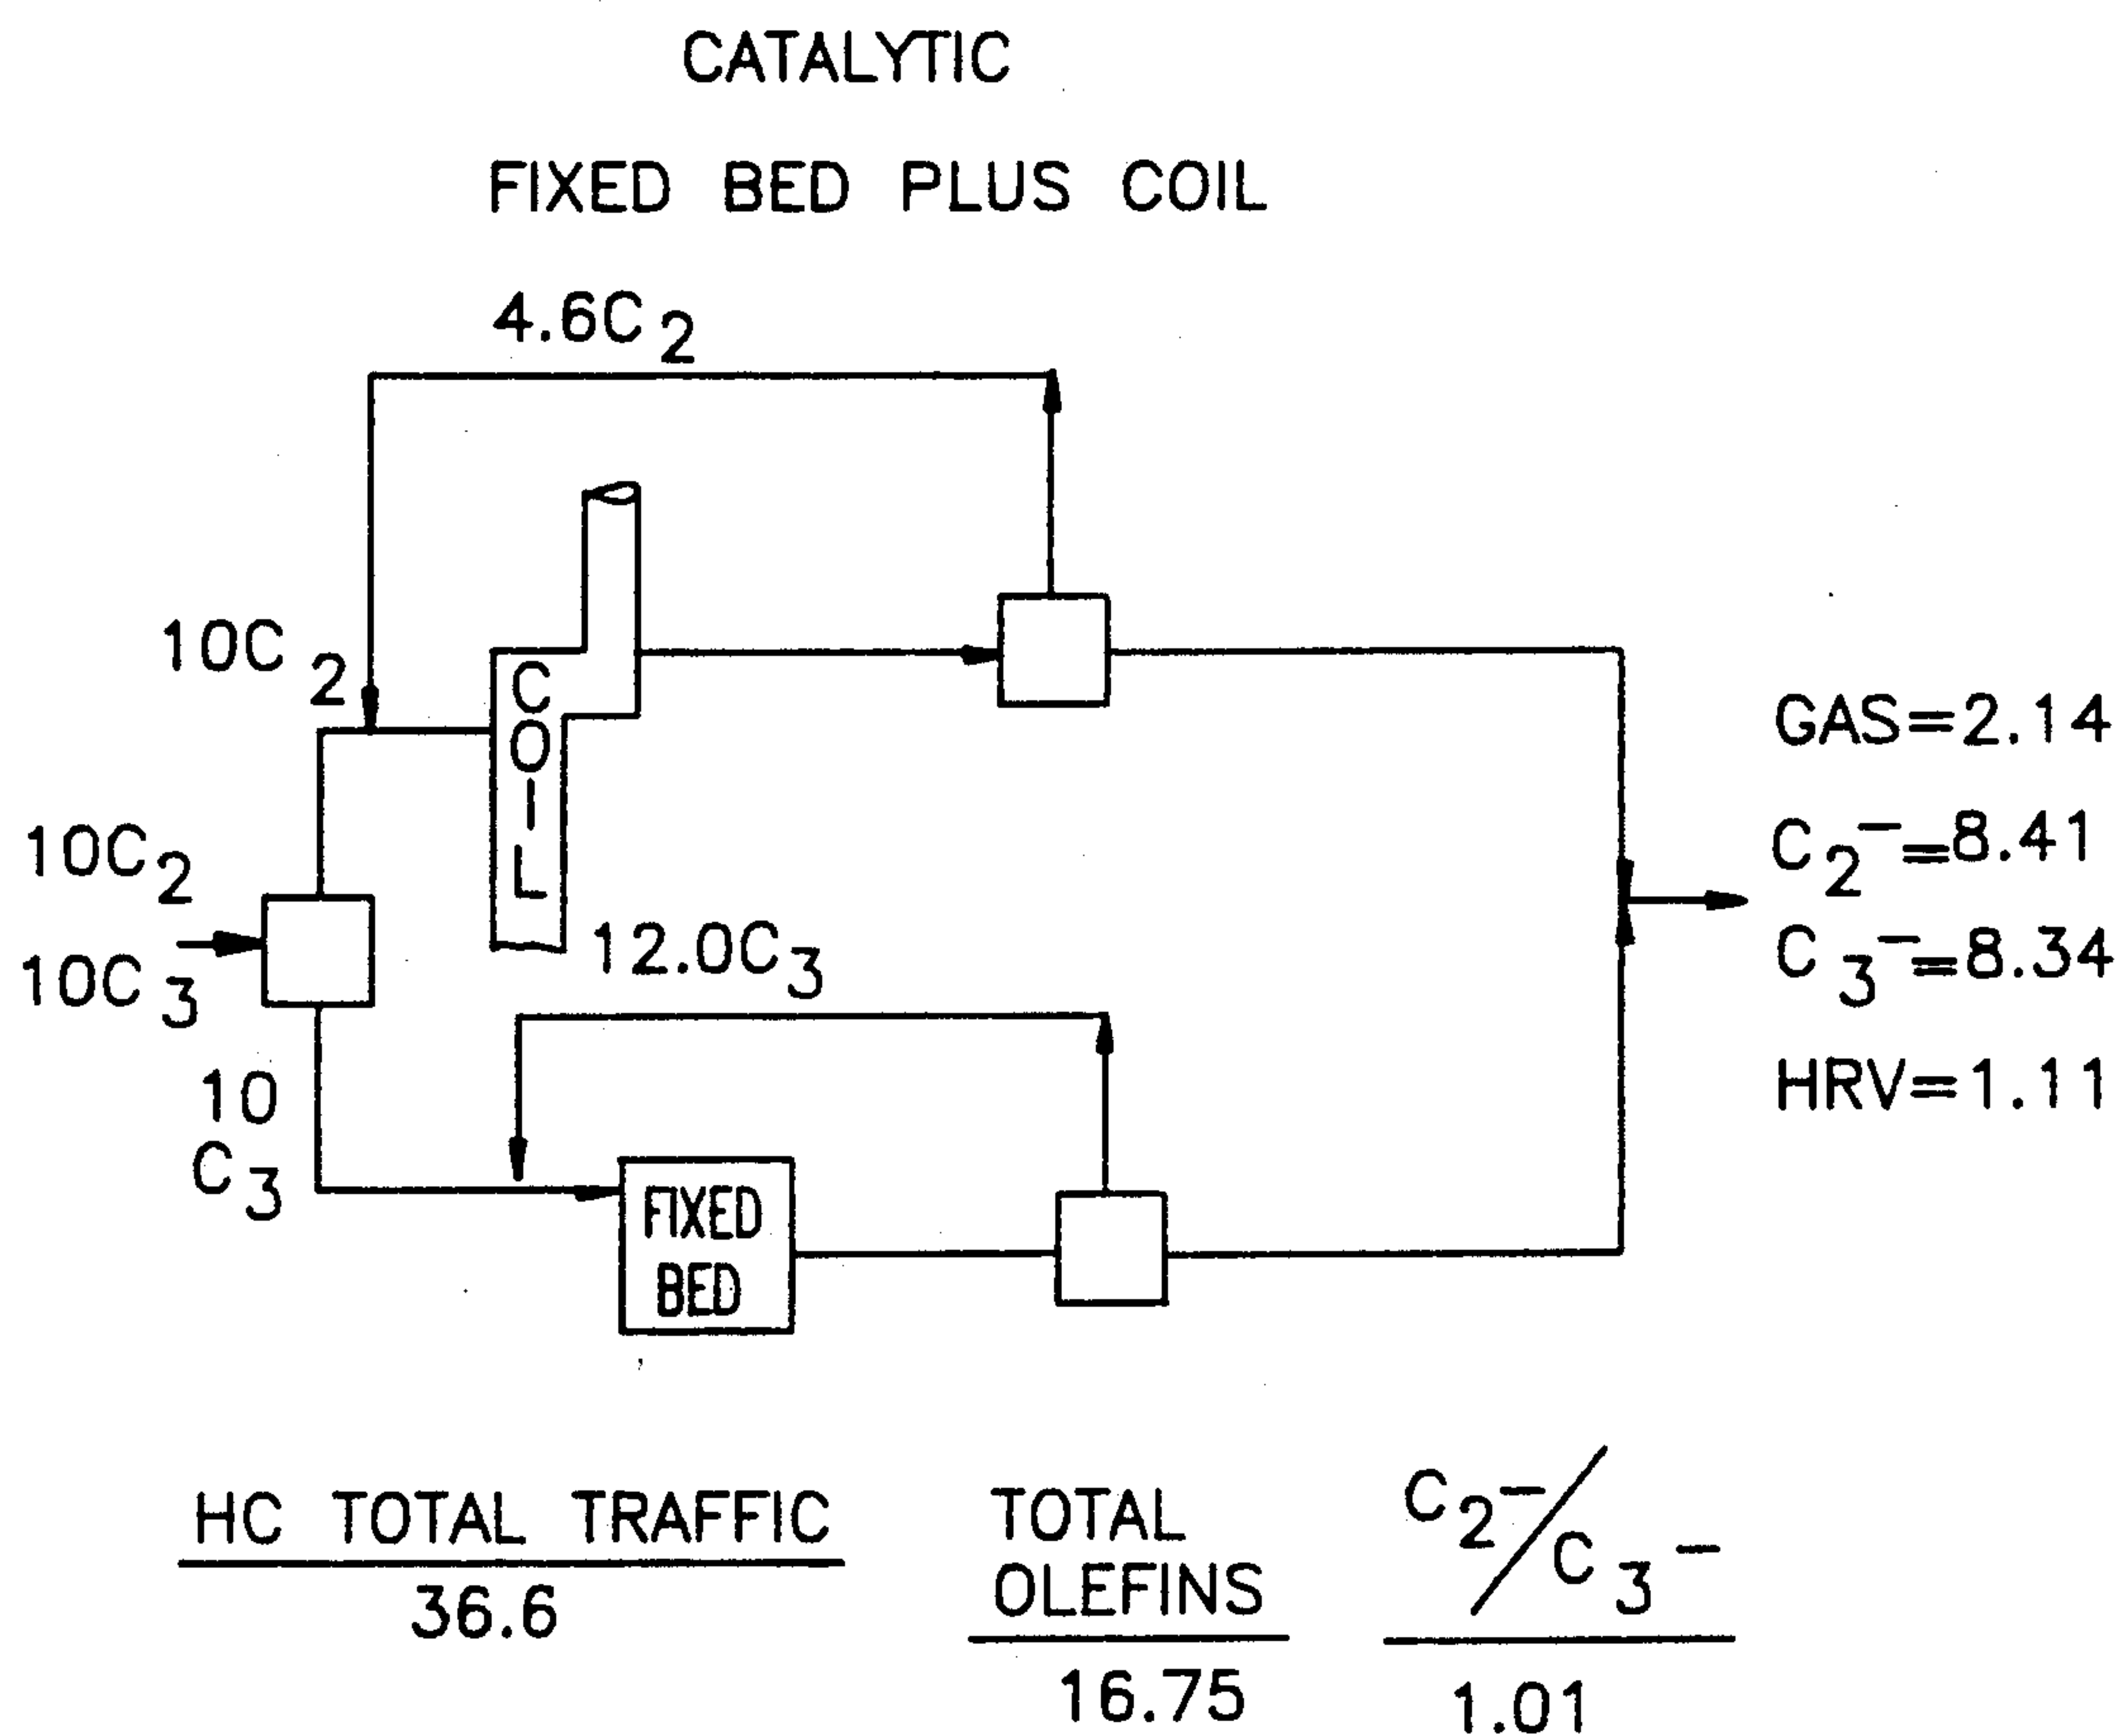 CATALYTIC
FIXED BED PLUS COIL
4.6C2
10C2
COIL
10C2
10C3
12.0C3
10
C3
FIXED
BED
GAS=2.14
C2⁻=8.41
C3⁻=8.34
HRV=1.11
HC TOTAL TRAFFIC
36.6
TOTAL
OLEFINS
16.75
C2⁻/C3⁻
1.01